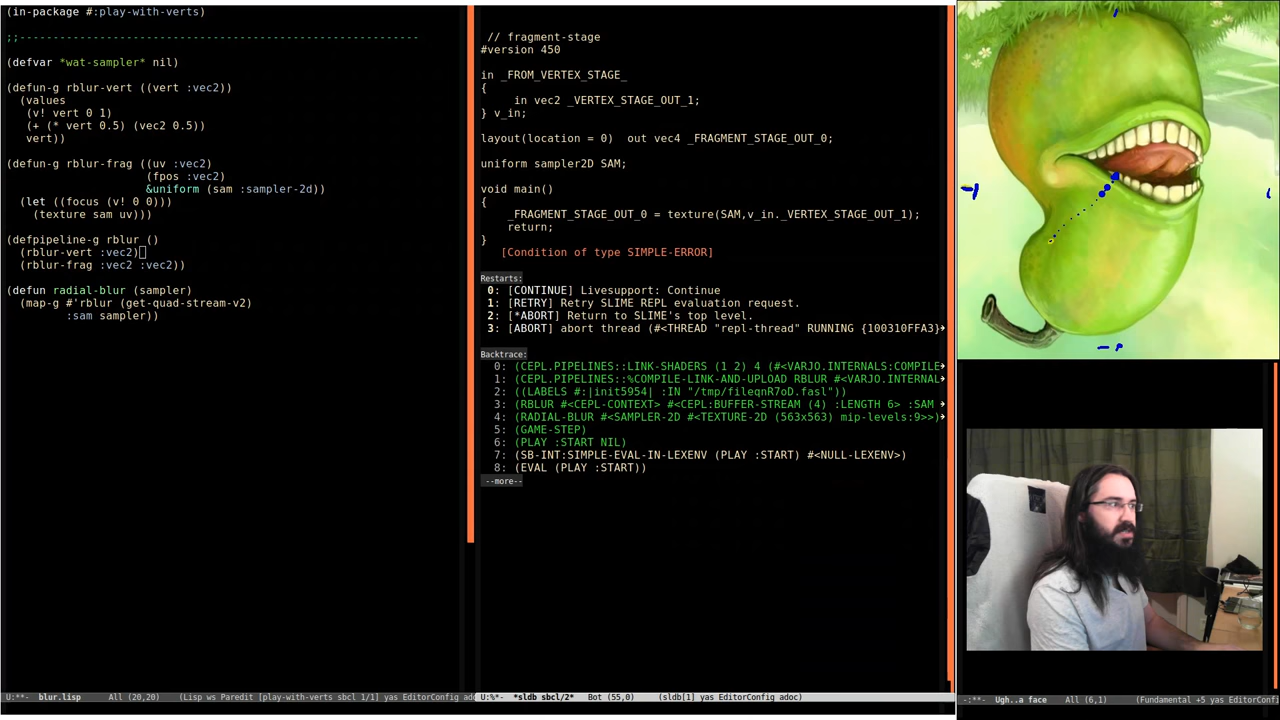 (in-package #:play-with-verts)
;;-------------------------------------------------------------
(defvar *wat-sampler* nil)
(defun-g rblur-vert ((vert :vec2))
(values
(v! vert 0 1)
(+ (* vert 0.5) (vec2 0.5))
vert))
(defun-g rblur-frag ((uv :vec2)
(fpos :vec2)
&uniform (sam :sampler-2d))
(let ((focus (v! 0 0)))
(texture sam uv)))
(defpipeline-g rblur ()
(rblur-vert :vec2)
(rblur-frag :vec2 :vec2))
(defun radial-blur (sampler)
(map-g #'rblur (get-quad-stream-v2)
:sam sampler))
U:**- blur.lisp All (20,20) (Lisp ws Paredit [play-with-verts sbcl 1/1] yas EditorConfig ado
// fragment-stage
#version 450
in _FROM_VERTEX_STAGE_
{
in vec2 _VERTEX_STAGE_OUT_1;
} v_in;
layout(location = 0) out vec4 _FRAGMENT_STAGE_OUT_0;
uniform sampler2D SAM;
void main()
{
_FRAGMENT_STAGE_OUT_0 = texture(SAM,v_in._VERTEX_STAGE_OUT_1);
return;
}
[Condition of type SIMPLE-ERROR]
Restarts:
0: [CONTINUE] Livesupport: Continue
1: [RETRY] Retry SLIME REPL evaluation request.
2: [*ABORT] Return to SLIME's top level.
3: [ABORT] abort thread (#<THREAD "repl-thread" RUNNING {100310FFA3}
Backtrace:
0: (CEPL.PIPELINES::LINK-SHADERS (1 2) 4 (#<VARJO.INTERNALS:COMPILE
1: (CEPL.PIPELINES::%COMPILE-LINK-AND-UPLOAD RBLUR #<VARJO.INTERNAL
2: ((LABELS #:|init5954| :IN "/tmp/fileqnR7oD.fasl"))
3: (RBLUR #<CEPL-CONTEXT> #<CEPL:BUFFER-STREAM (4) :LENGTH 6> :SAM
4: (RADIAL-BLUR #<SAMPLER-2D #<TEXTURE-2D (563x563) mip-levels:9>>)
5: (GAME-STEP)
6: (PLAY :START NIL)
7: (SB-INT:SIMPLE-EVAL-IN-LEXENV (PLAY :START) #<NULL-LEXENV>)
8: (EVAL (PLAY :START))
--more--
U:%*- *sldb sbcl/2* Bot (55,0) (sldb[1] yas EditorConfig adoc)
1
-1
-:**- Ugh..a face All (6,1) (Fundamental +5 yas EditorConfi